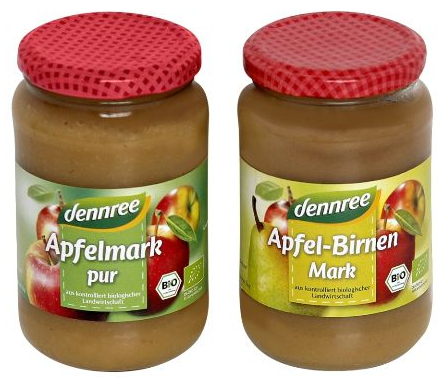 dennree
Apfelmark
pur
aus kontrolliert biologischer
Landwirtschaft
BIO
dennree
Apfel-Birnen
Mark
aus kontrolliert biologischer
Landwirtschaft
BIO